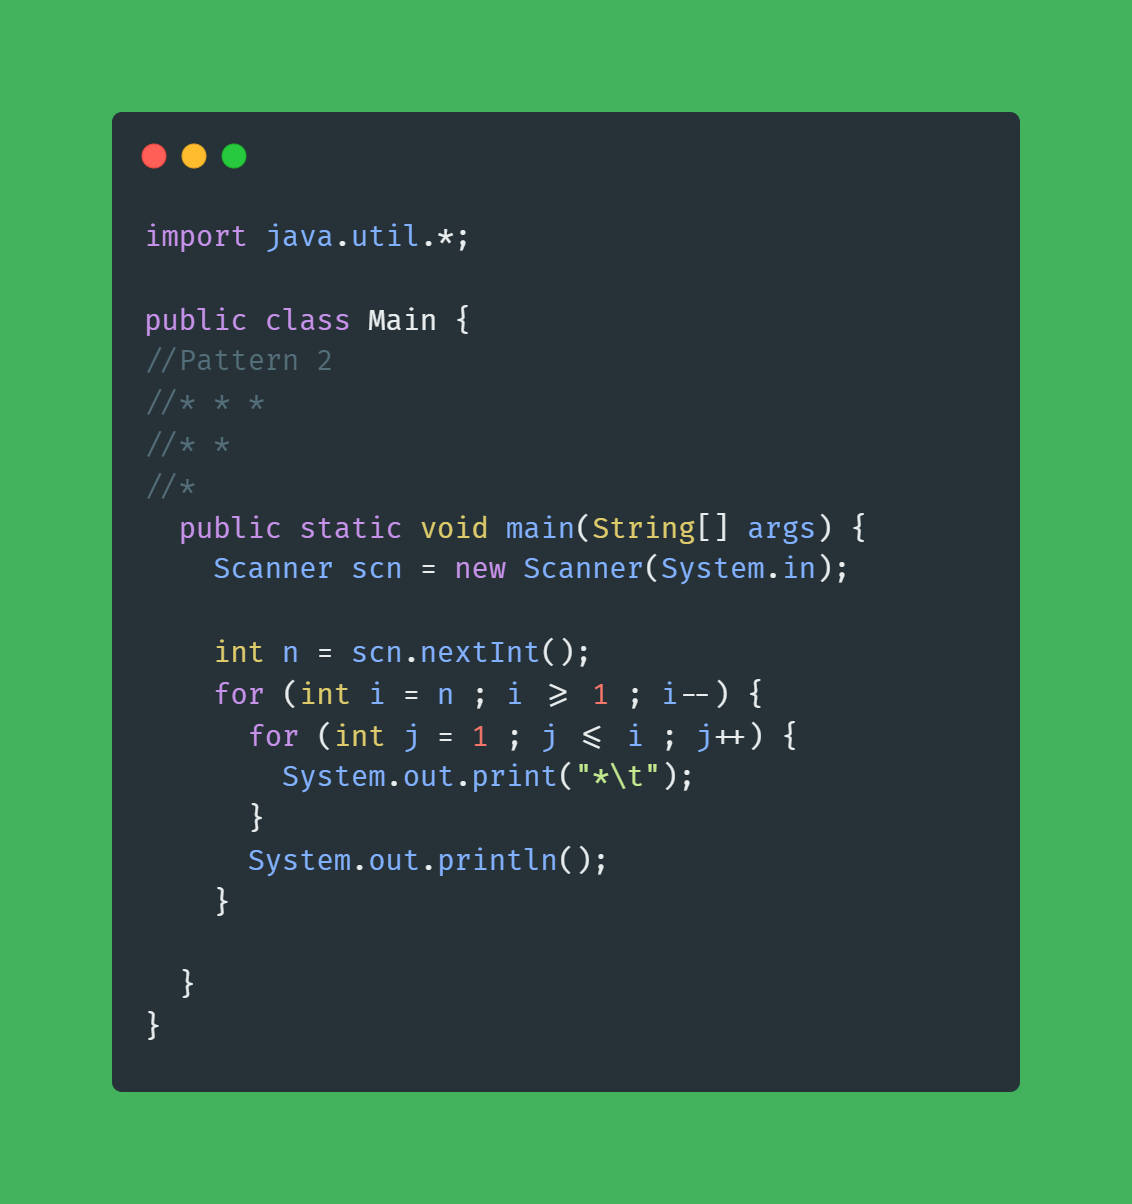 import java.util.*;

public class Main {
//Pattern 2
//* * *
//* *
//*
  public static void main(String[] args) {
    Scanner scn = new Scanner(System.in);

    int n = scn.nextInt();
    for (int i = n ; i >= 1 ; i--) {
      for (int j = 1 ; j <= i ; j++) {
        System.out.print("*\t");
      }
      System.out.println();
    }

  }
}